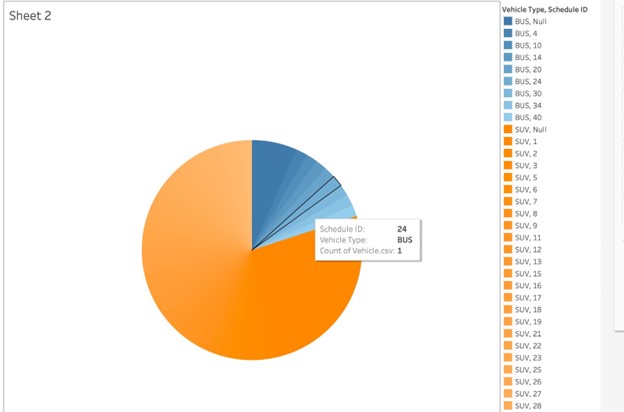 Sheet 2
Vehicle Type, Schedule ID
BUS, Null
BUS, 4
BUS, 10
BUS, 14
BUS, 20
BUS, 24
BUS, 30
BUS, 34
BUS, 40
SUV, Null
SUV, 1
SUV, 2
SUV, 3
SUV, 5
SUV, 6
SUV, 7
SUV, 8
SUV, 9
SUV, 11
SUV, 12
SUV, 13
SUV, 15
SUV, 16
SUV, 17
SUV, 18
SUV, 19
SUV, 21
SUV, 22
SUV, 23
SUV, 25
SUV, 26
SUV, 27
SUV, 28
Schedule ID: 24
Vehicle Type: BUS
Count of Vehicle.csv: 1